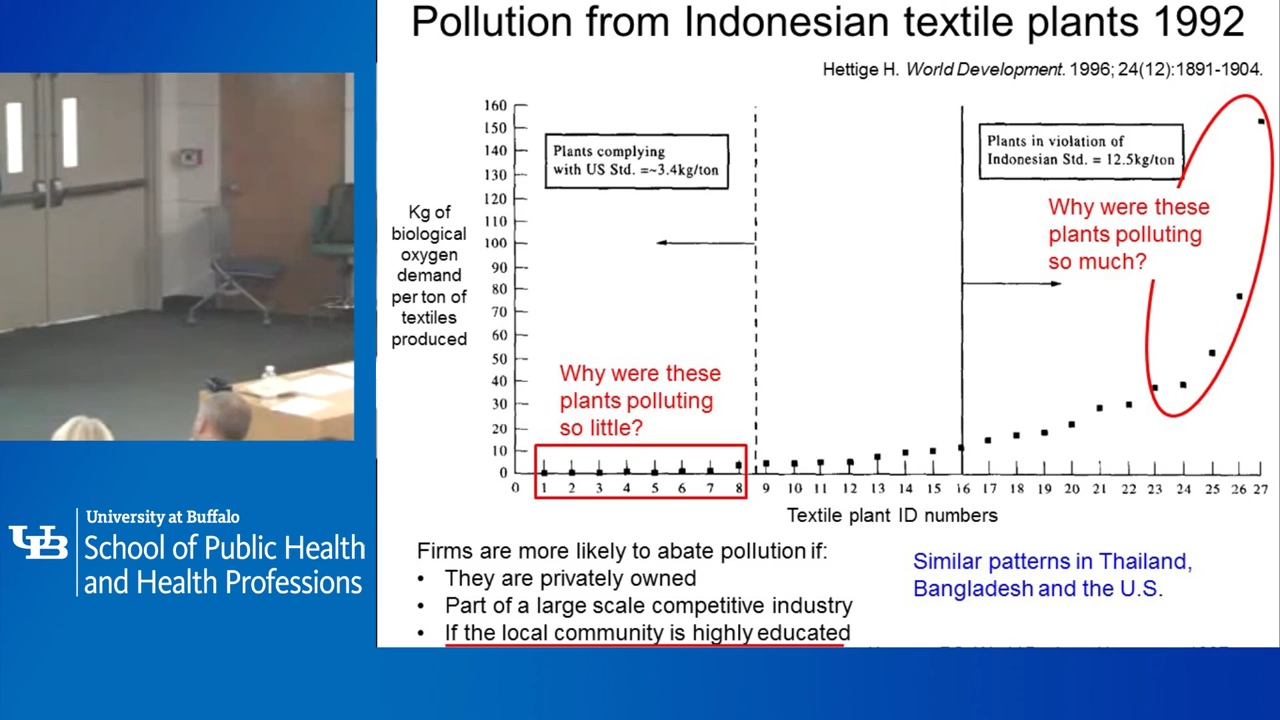 Pollution from Indonesian textile plants 1992
Hettige H. World Development. 1996; 24(12):1891-1904.
160
150
140
130
120
110
100
90
80
70
60
50
40
30
20
10
0
Kg of
biological
oxygen
demand
per ton of
textiles
produced
Plants complying
with US Std. =~3.4kg/ton
Plants in violation of
Indonesian Std. = 12.5kg/ton
Why were these
plants polluting
so much?
Why were these
plants polluting
so little?
0 1 2 3 4 5 6 7 8 9 10 11 12 13 14 15 16 17 18 19 20 21 22 23 24 25 26 27
Textile plant ID numbers
Firms are more likely to abate pollution if:
• They are privately owned
• Part of a large scale competitive industry
• If the local community is highly educated
Similar patterns in Thailand,
Bangladesh and the U.S.
UB
University at Buffalo
School of Public Health
and Health Professions